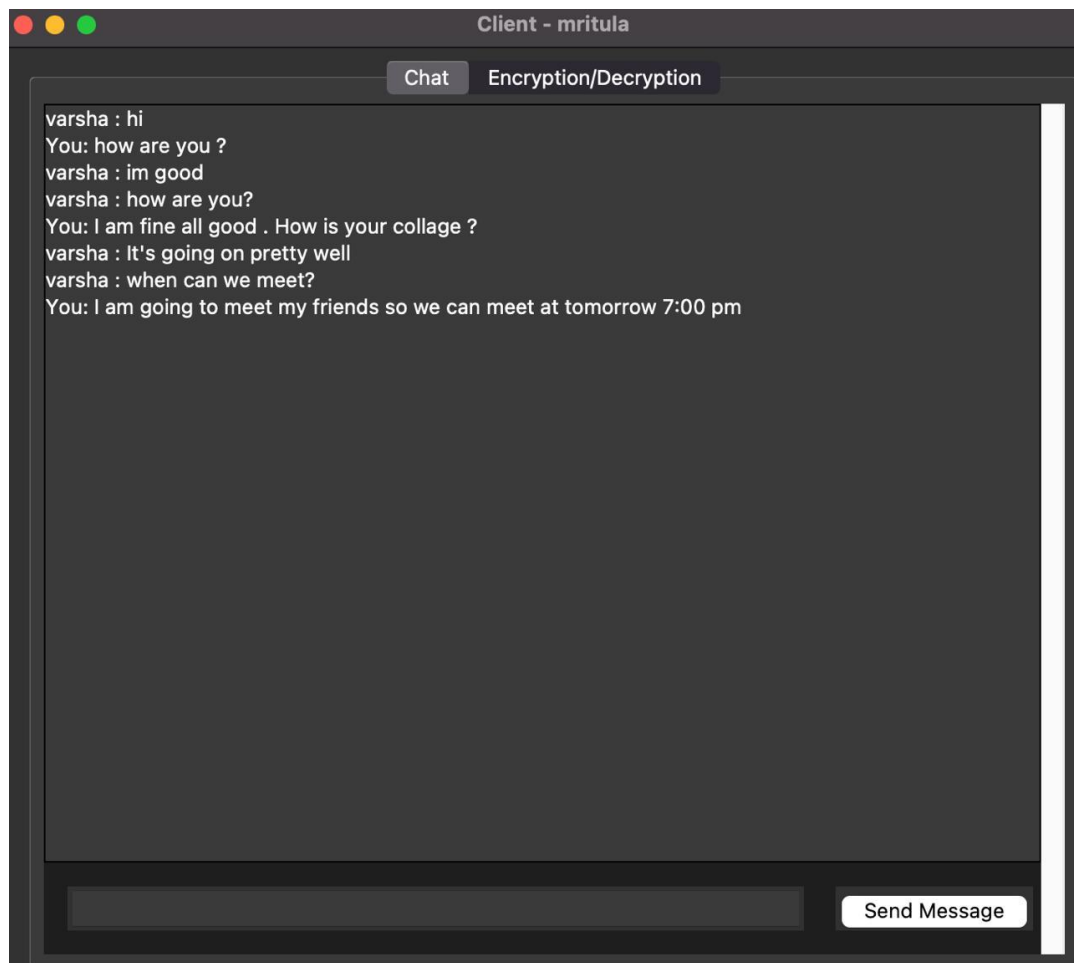 Client - mritula
Chat Encryption/Decryption
varsha : hi
You: how are you ?
varsha : im good
varsha : how are you?
You: I am fine all good . How is your collage ?
varsha : It's going on pretty well
varsha : when can we meet?
You: I am going to meet my friends so we can meet at tomorrow 7:00 pm
Send Message